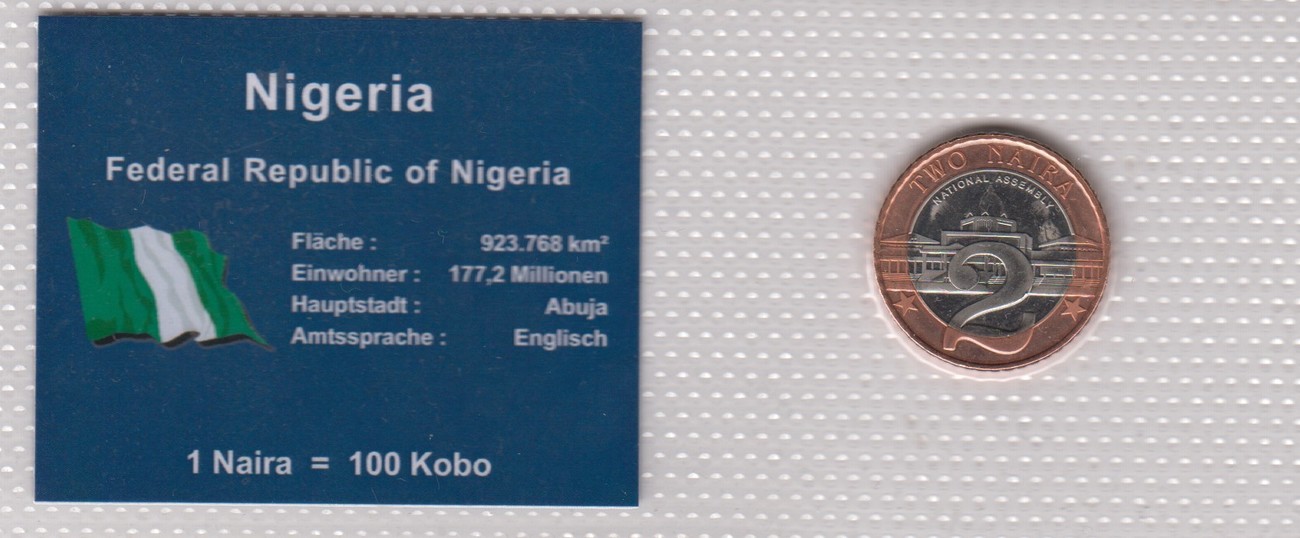 Nigeria
Federal Republic of Nigeria
Fläche : 923.768 km²
Einwohner : 177,2 Millionen
Hauptstadt : Abuja
Amtssprache : Englisch
1 Naira = 100 Kobo
TWO NAIRA
NATIONAL ASSEMBLY
2